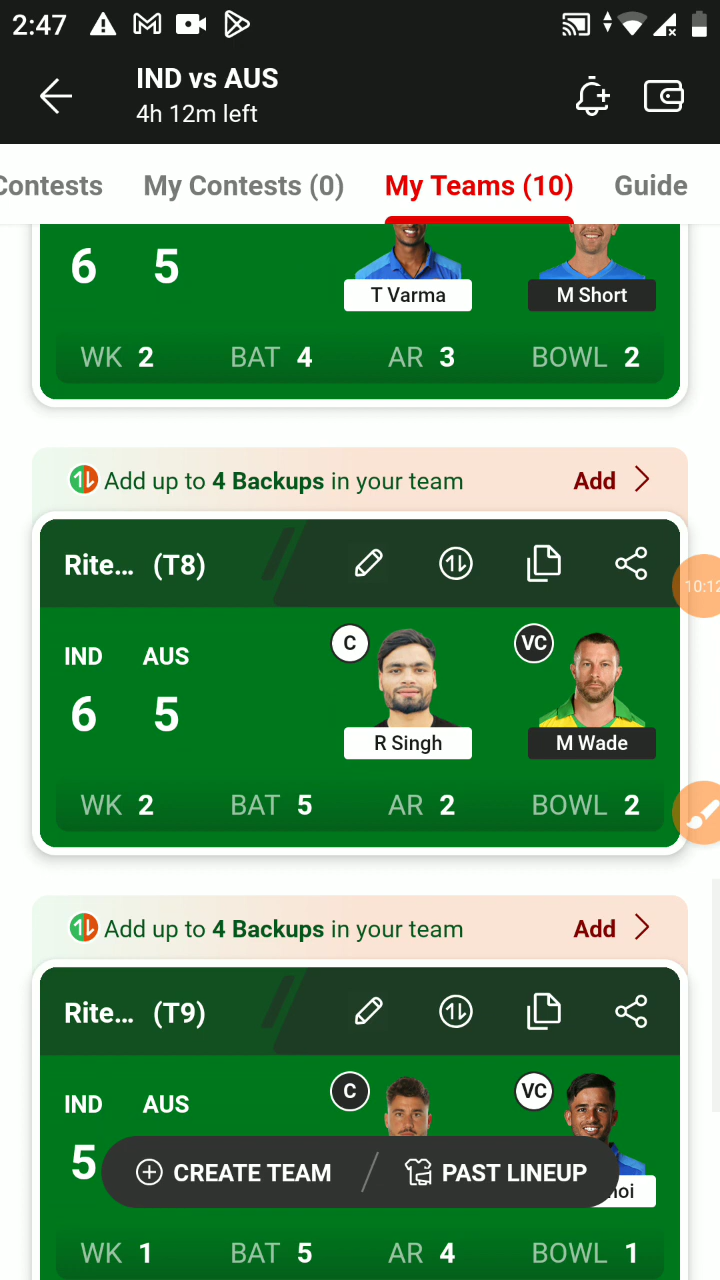 2:47
IND vs AUS
4h 12m left
Contests My Contests (0) My Teams (10) Guide
6 5
T Varma M Short
WK 2 BAT 4 AR 3 BOWL 2
Add up to 4 Backups in your team Add
Rite... (T8)
C VC
IND AUS
6 5
R Singh M Wade
WK 2 BAT 5 AR 2 BOWL 2
10:12
Add up to 4 Backups in your team Add
Rite... (T9)
C VC
IND AUS
5
CREATE TEAM PAST LINEUP
WK 1 BAT 5 AR 4 BOWL 1